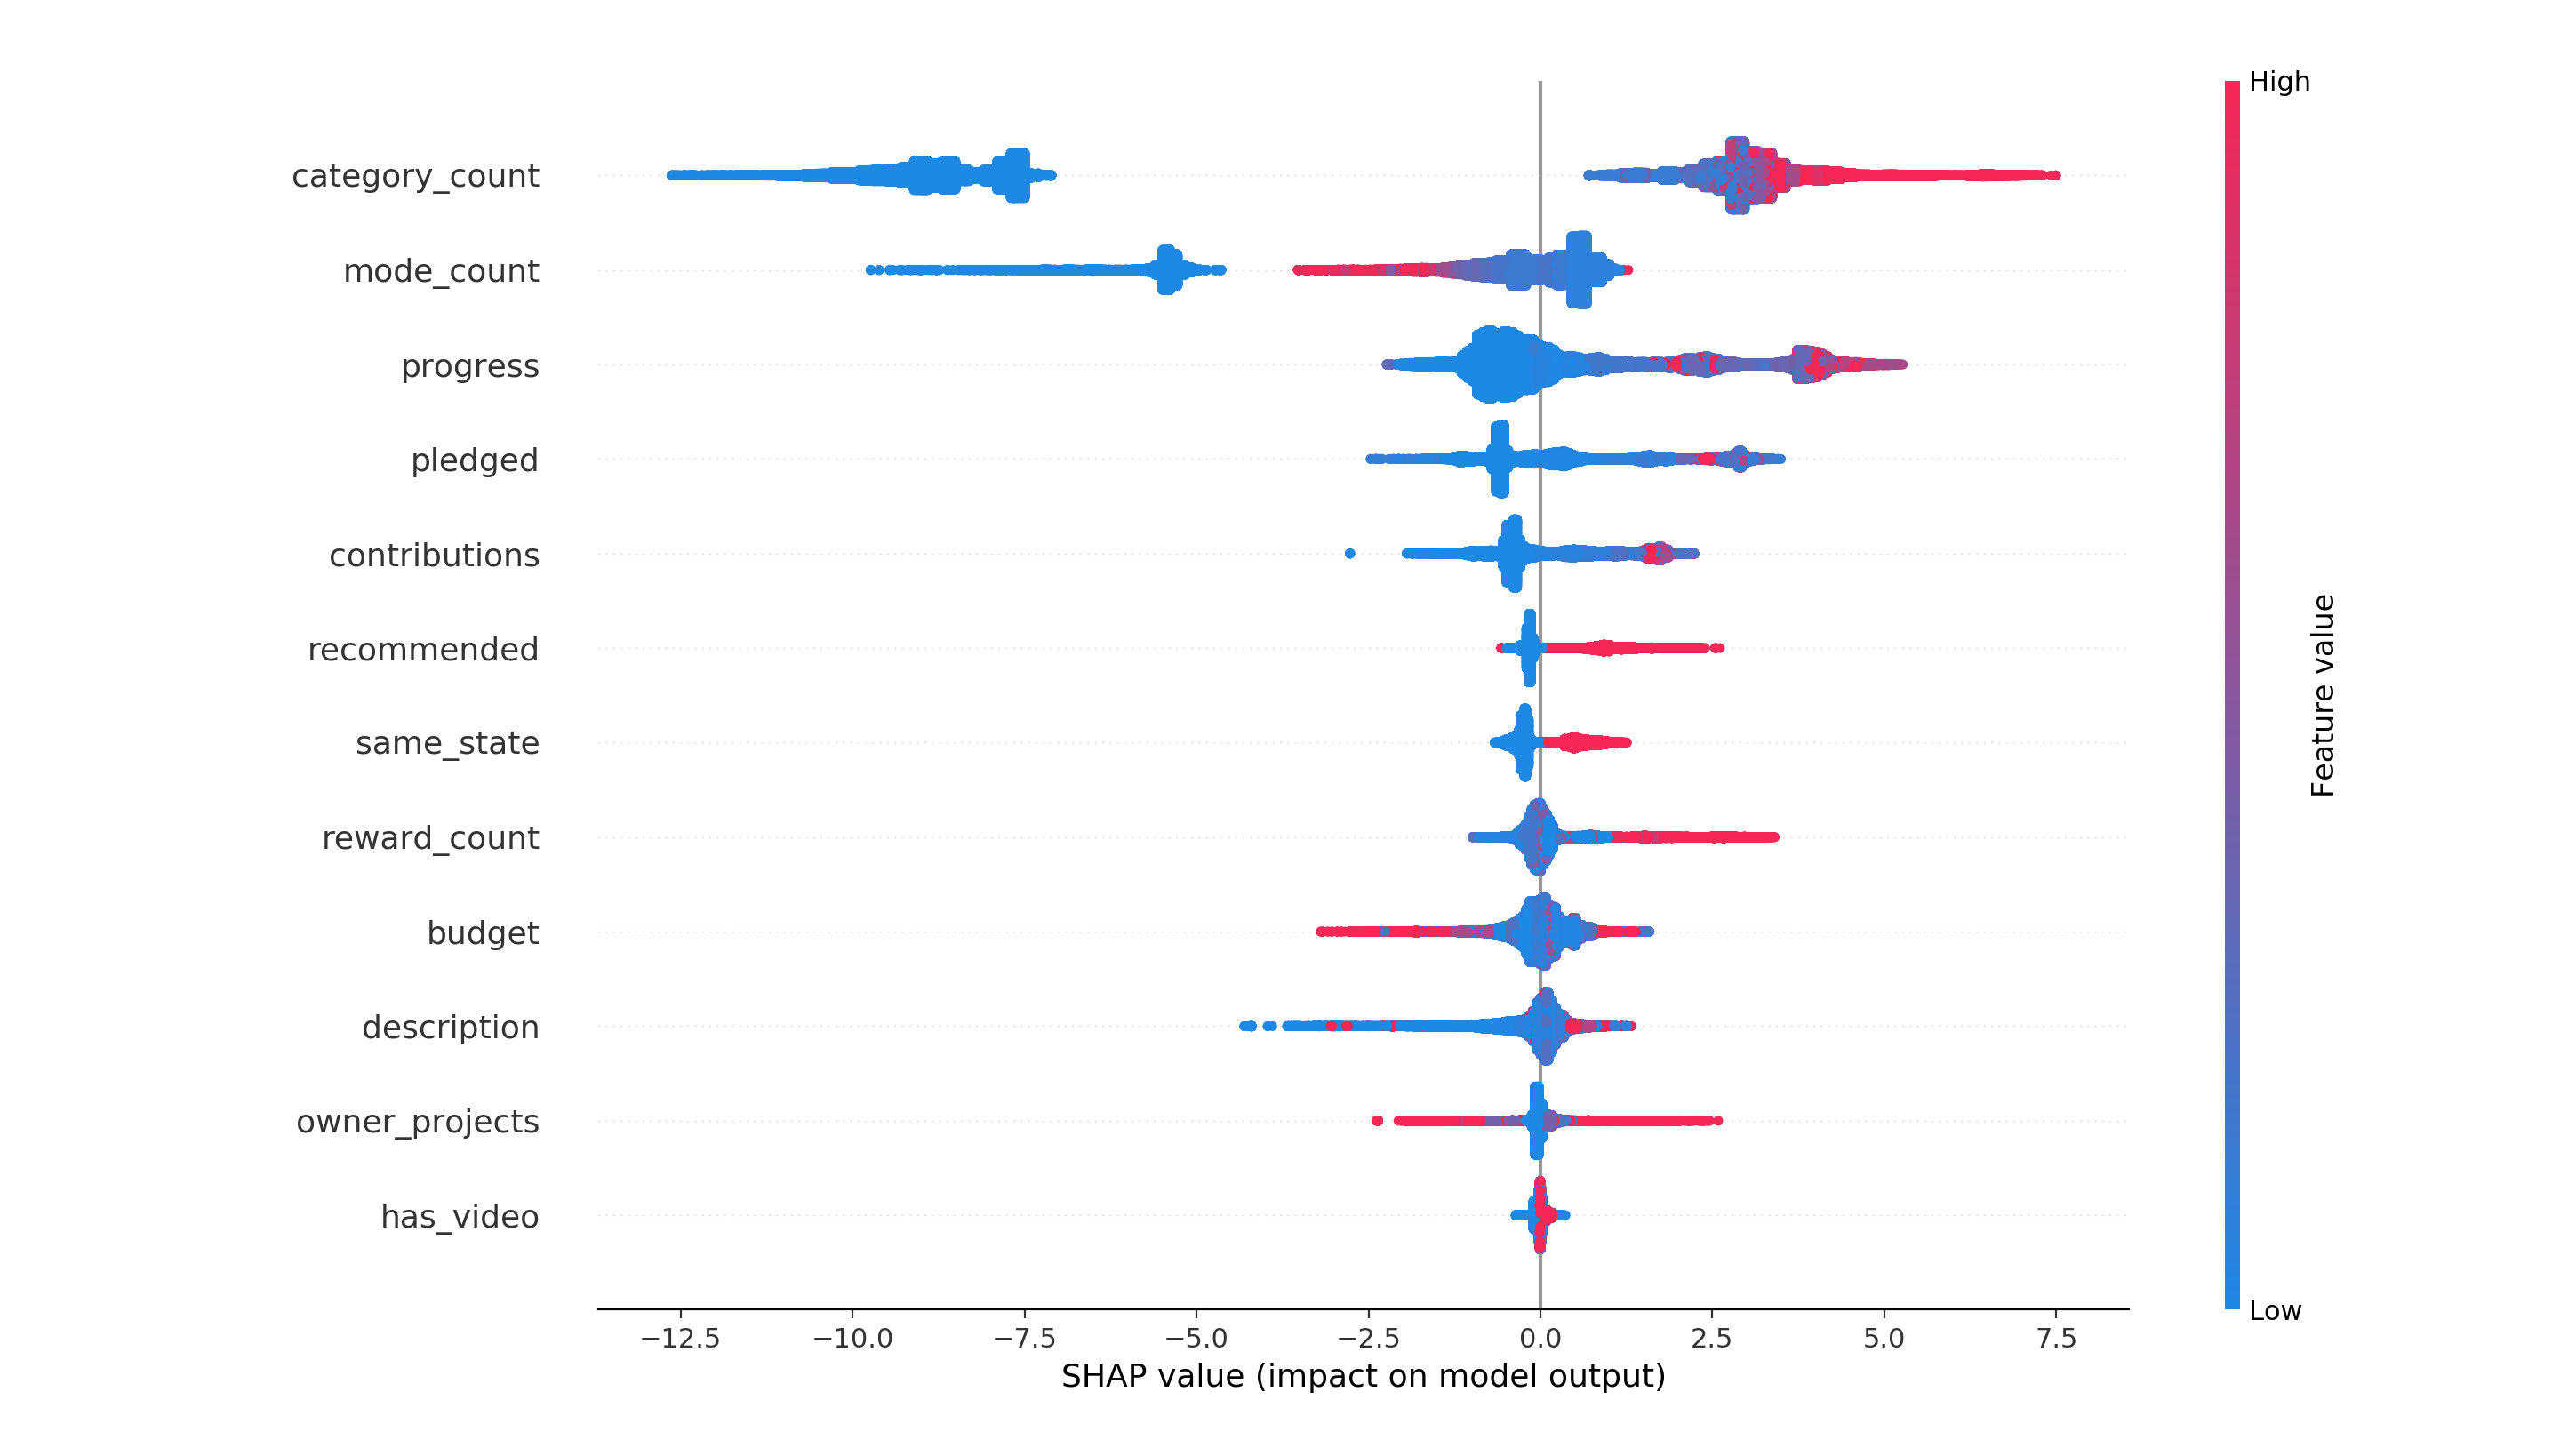 High
category_count
mode_count
progress
pledged
contributions
recommended
same_state
reward_count
budget
description
owner_projects
has_video
Feature value
Low
−12.5 −10.0 −7.5 −5.0 −2.5 0.0 2.5 5.0 7.5
SHAP value (impact on model output)